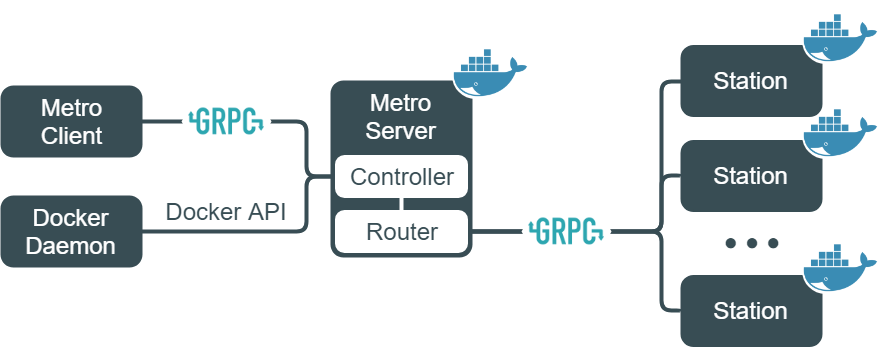 Metro
Client
GRPC
Docker
Daemon
Docker API
Metro
Server
Controller
Router
GRPC
Station
Station
Station